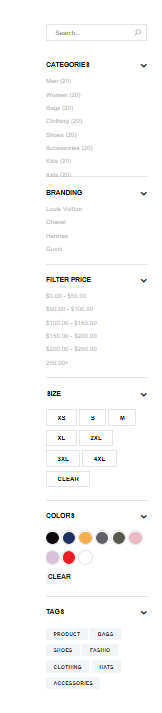 Search...
CATEGORIES
Man (20)
Women (20)
Bags (20)
Clothing (20)
Shoes (20)
Accessories (20)
Kids (20)
Kids (20)
BRANDING
Louis Vuitton
Chanel
Hermes
Gucci
FILTER PRICE
$0.00 - $50.00
$50.00 - $100.00
$100.00 - $150.00
$150.00 - $200.00
$200.00 - $250.00
250.00+
SIZE
XS S M
XL 2XL
3XL 4XL
CLEAR
COLORS
CLEAR
TAGS
PRODUCT BAGS
SHOES FASHIO
CLOTHING HATS
ACCESSORIES